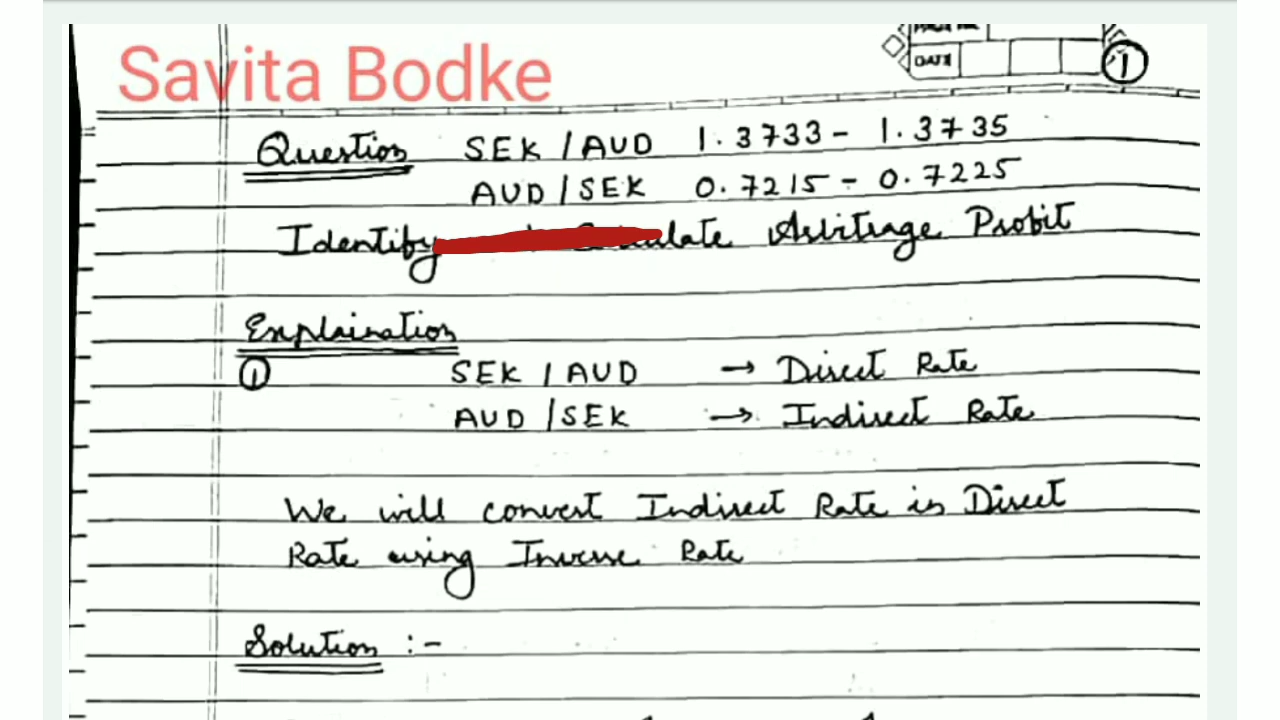 Savita Bodke
DATE
1
Question SEK / AUD 1.3733 - 1.3735
AUD / SEK 0.7215 - 0.7225
Identify Arbitrage Profit
Explaination
1 SEK / AUD → Direct Rate
AUD / SEK → Indirect Rate
We will convert Indirect Rate in Direct
Rate using Inverse Rate
Solution :-